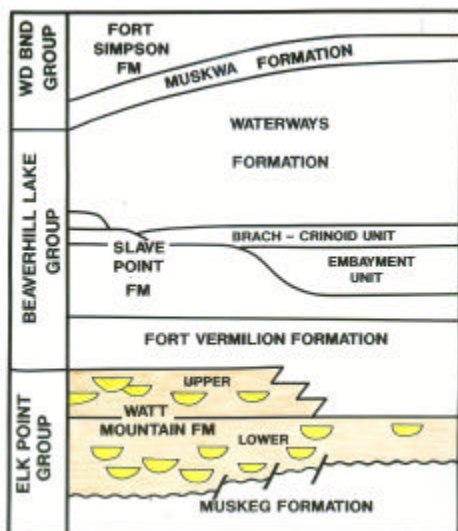 WD BND
GROUP
BEAVERHILL LAKE
GROUP
ELK POINT
GROUP
FORT
SIMPSON
FM
MUSKWA FORMATION
WATERWAYS
FORMATION
BRACH – CRINOID UNIT
SLAVE
POINT
FM
EMBAYMENT
UNIT
FORT VERMILION FORMATION
UPPER
WATT
MOUNTAIN FM
LOWER
MUSKEG FORMATION